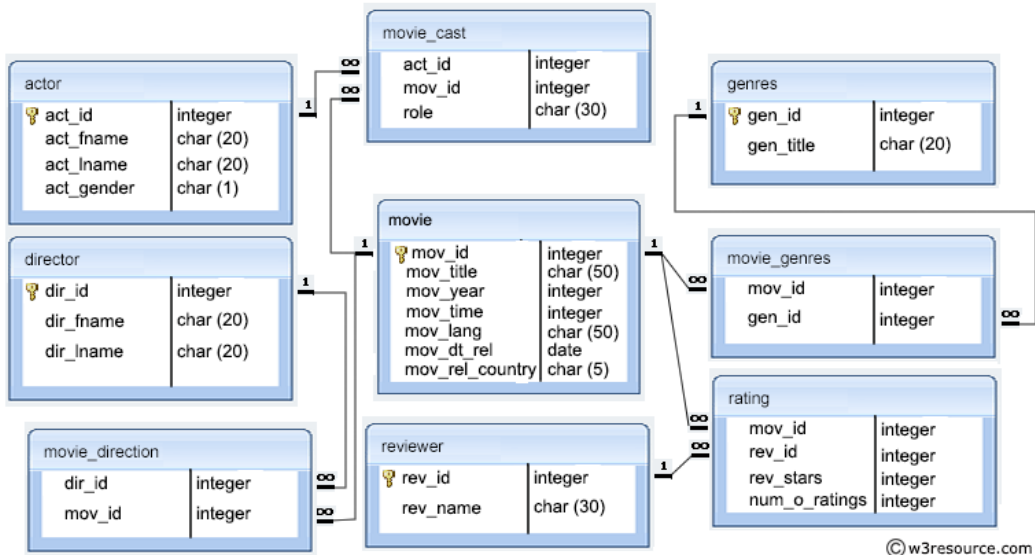 actor
act_id integer
act_fname char (20)
act_lname char (20)
act_gender char (1)
1
movie_cast
act_id integer
mov_id integer
role char (30)
∞
∞
genres
gen_id integer
gen_title char (20)
1
director
dir_id integer
dir_fname char (20)
dir_lname char (20)
1
movie
mov_id integer
mov_title char (50)
mov_year integer
mov_time integer
mov_lang char (50)
mov_dt_rel date
mov_rel_country char (5)
1
1
movie_genres
mov_id integer
gen_id integer
∞
∞
movie_direction
dir_id integer
mov_id integer
∞
∞
reviewer
rev_id integer
rev_name char (30)
1
rating
mov_id integer
rev_id integer
rev_stars integer
num_o_ratings integer
∞
∞
© w3resource.com